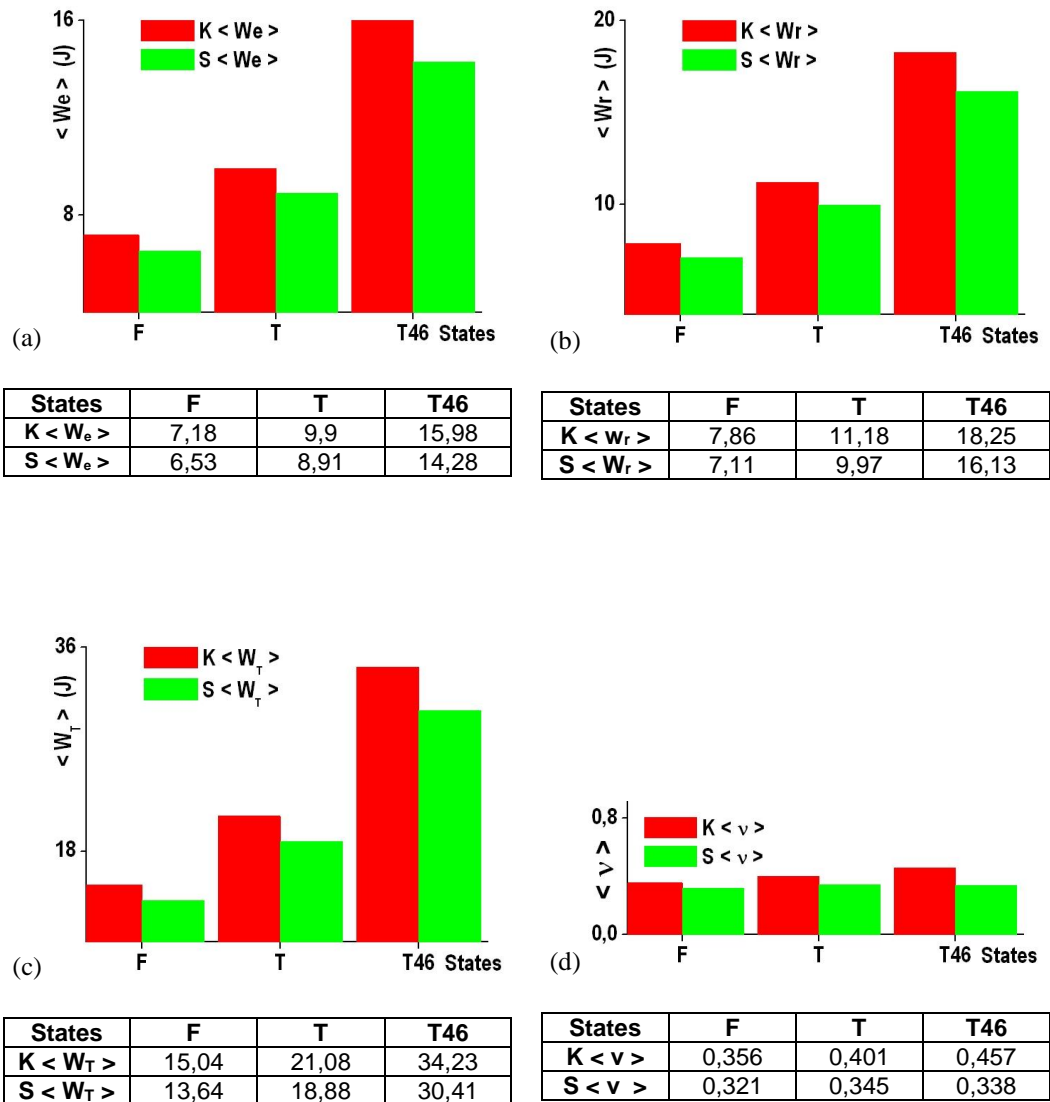 16
K < We >
S < We >
< We > (J)
8
F T T46 States
(a)
States F T T46
K < We > 7,18 9,9 15,98
S < We > 6,53 8,91 14,28
20
K < Wr >
S < Wr >
< Wr > (J)
10
F T T46 States
(b)
States F T T46
K < wr > 7,86 11,18 18,25
S < Wr > 7,11 9,97 16,13
36
K < WT >
S < WT >
< WT > (J)
18
F T T46 States
(c)
States F T T46
K < WT > 15,04 21,08 34,23
S < WT > 13,64 18,88 30,41
0,8
K < ν >
S < ν >
< ν >
0,0
F T T46 States
(d)
States F T T46
K < v > 0,356 0,401 0,457
S < v > 0,321 0,345 0,338